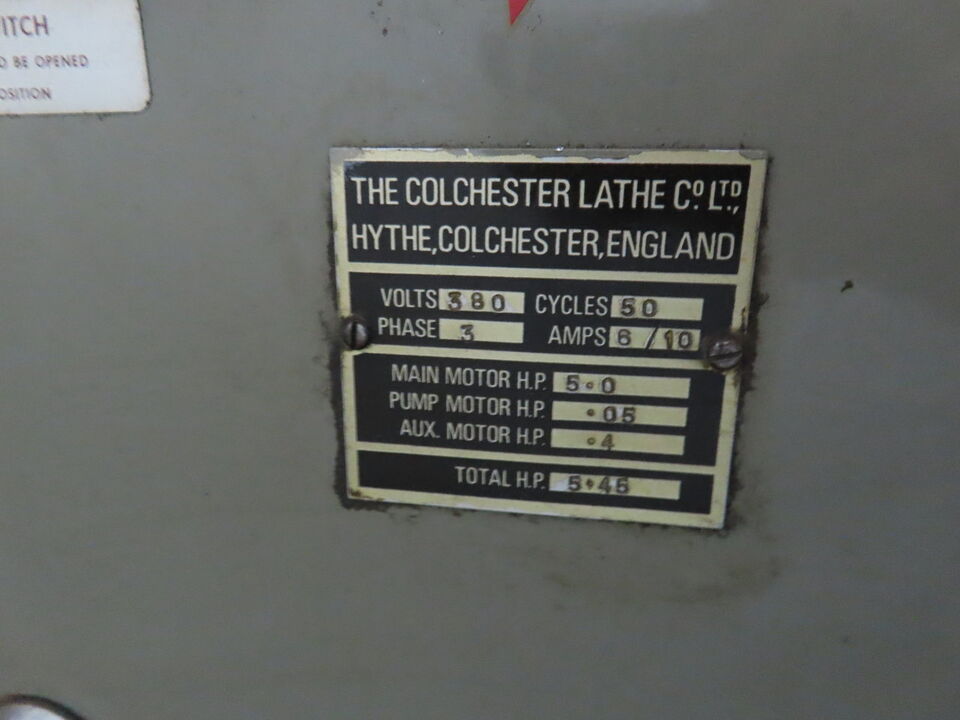 ITCH
O BE OPENED
OSITION
THE COLCHESTER LATHE Cº. LTD.,
HYTHE, COLCHESTER, ENGLAND
VOLTS 380 CYCLES 50
PHASE 3 AMPS 6/10
MAIN MOTOR H.P. 5.0
PUMP MOTOR H.P. .05
AUX. MOTOR H.P. .4
TOTAL H.P. 5.45